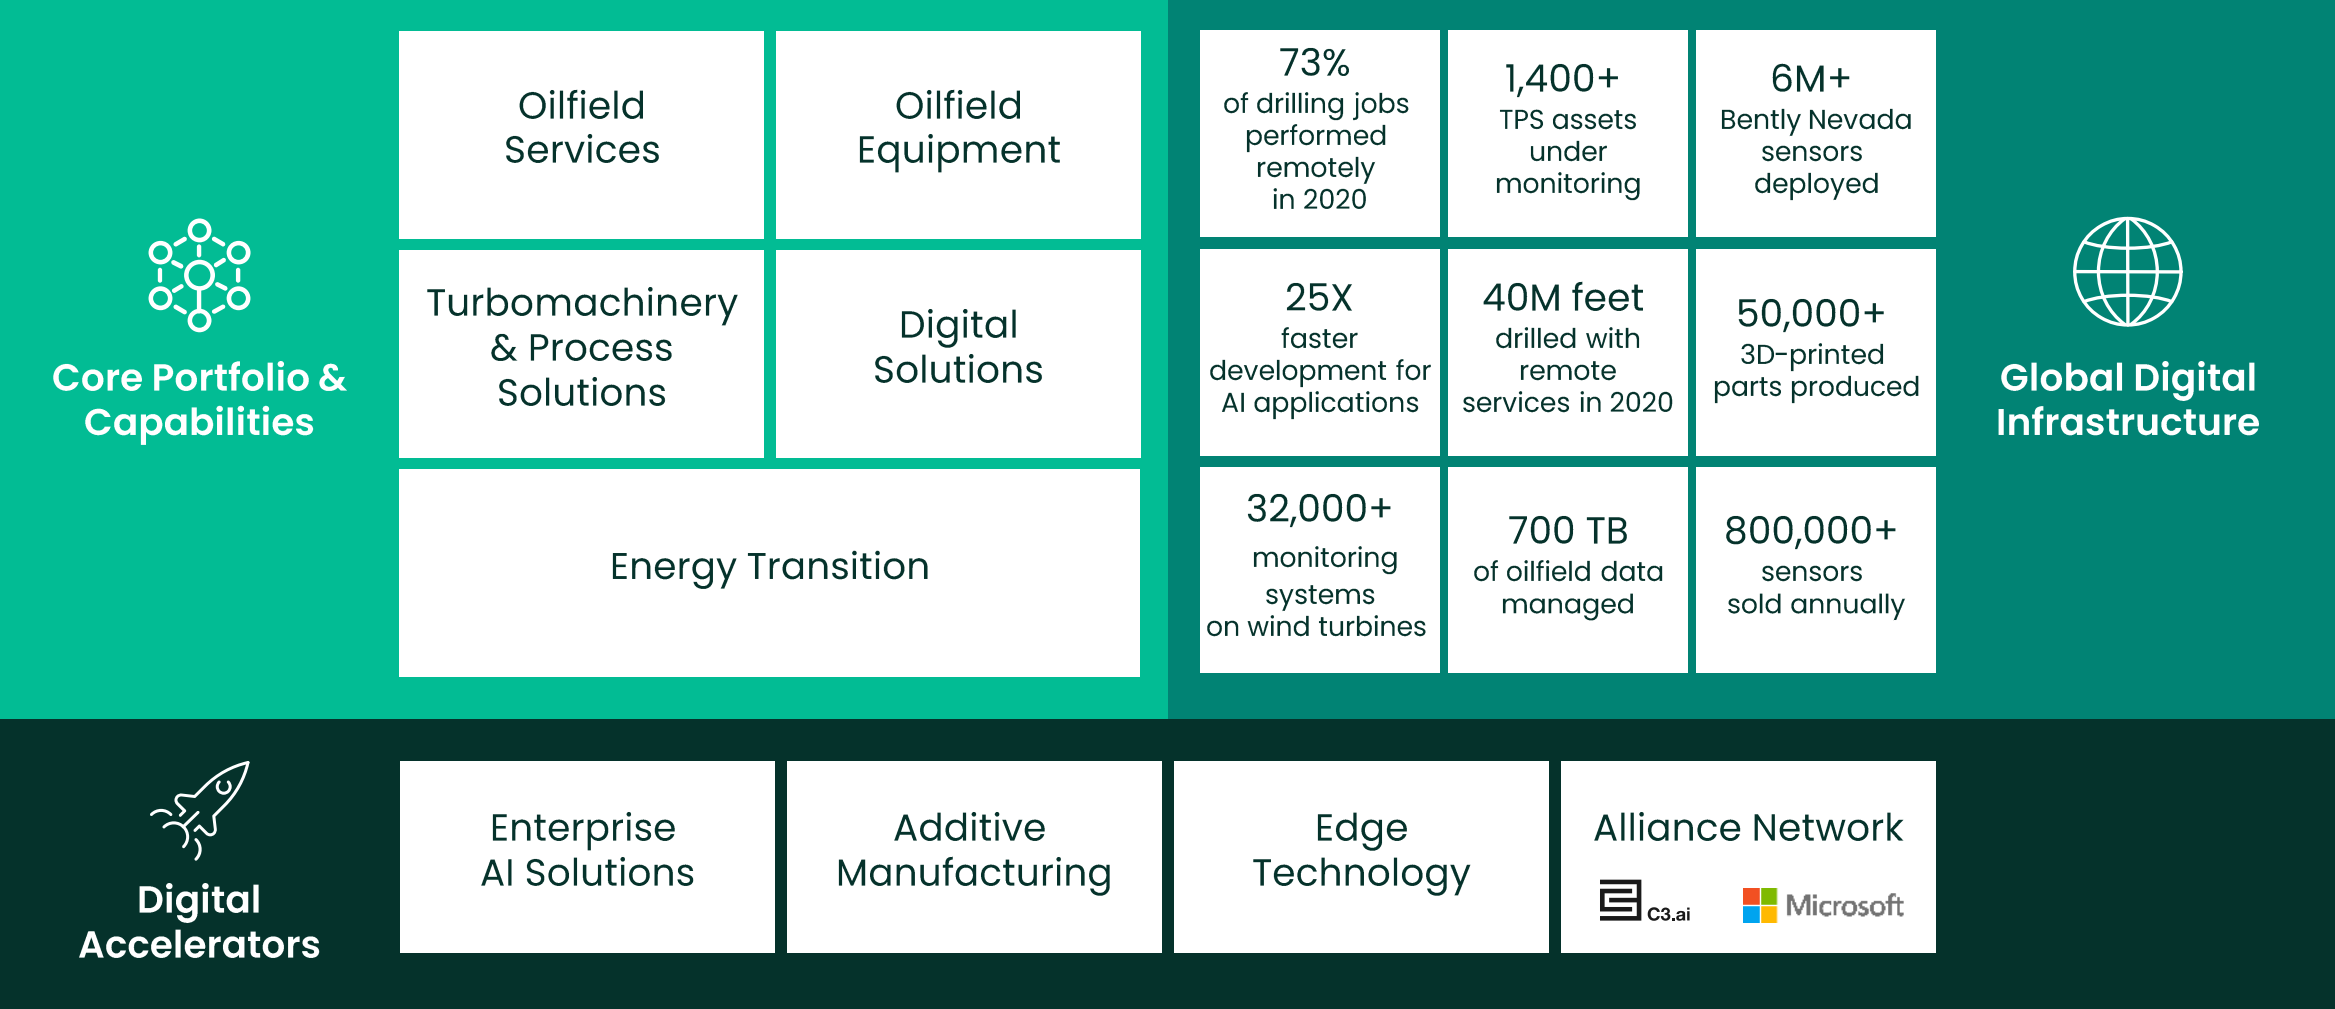 Core Portfolio &
Capabilities
Oilfield
Services
Oilfield
Equipment
Turbomachinery
& Process
Solutions
Digital
Solutions
Energy Transition
73%
of drilling jobs
performed
remotely
in 2020
1,400+
TPS assets
under
monitoring
6M+
Bently Nevada
sensors
deployed
25X
faster
development for
AI applications
40M feet
drilled with
remote
services in 2020
50,000+
3D-printed
parts produced
32,000+
monitoring
systems
on wind turbines
700 TB
of oilfield data
managed
800,000+
sensors
sold annually
Global Digital
Infrastructure
Digital
Accelerators
Enterprise
AI Solutions
Additive
Manufacturing
Edge
Technology
Alliance Network
C3.ai
Microsoft